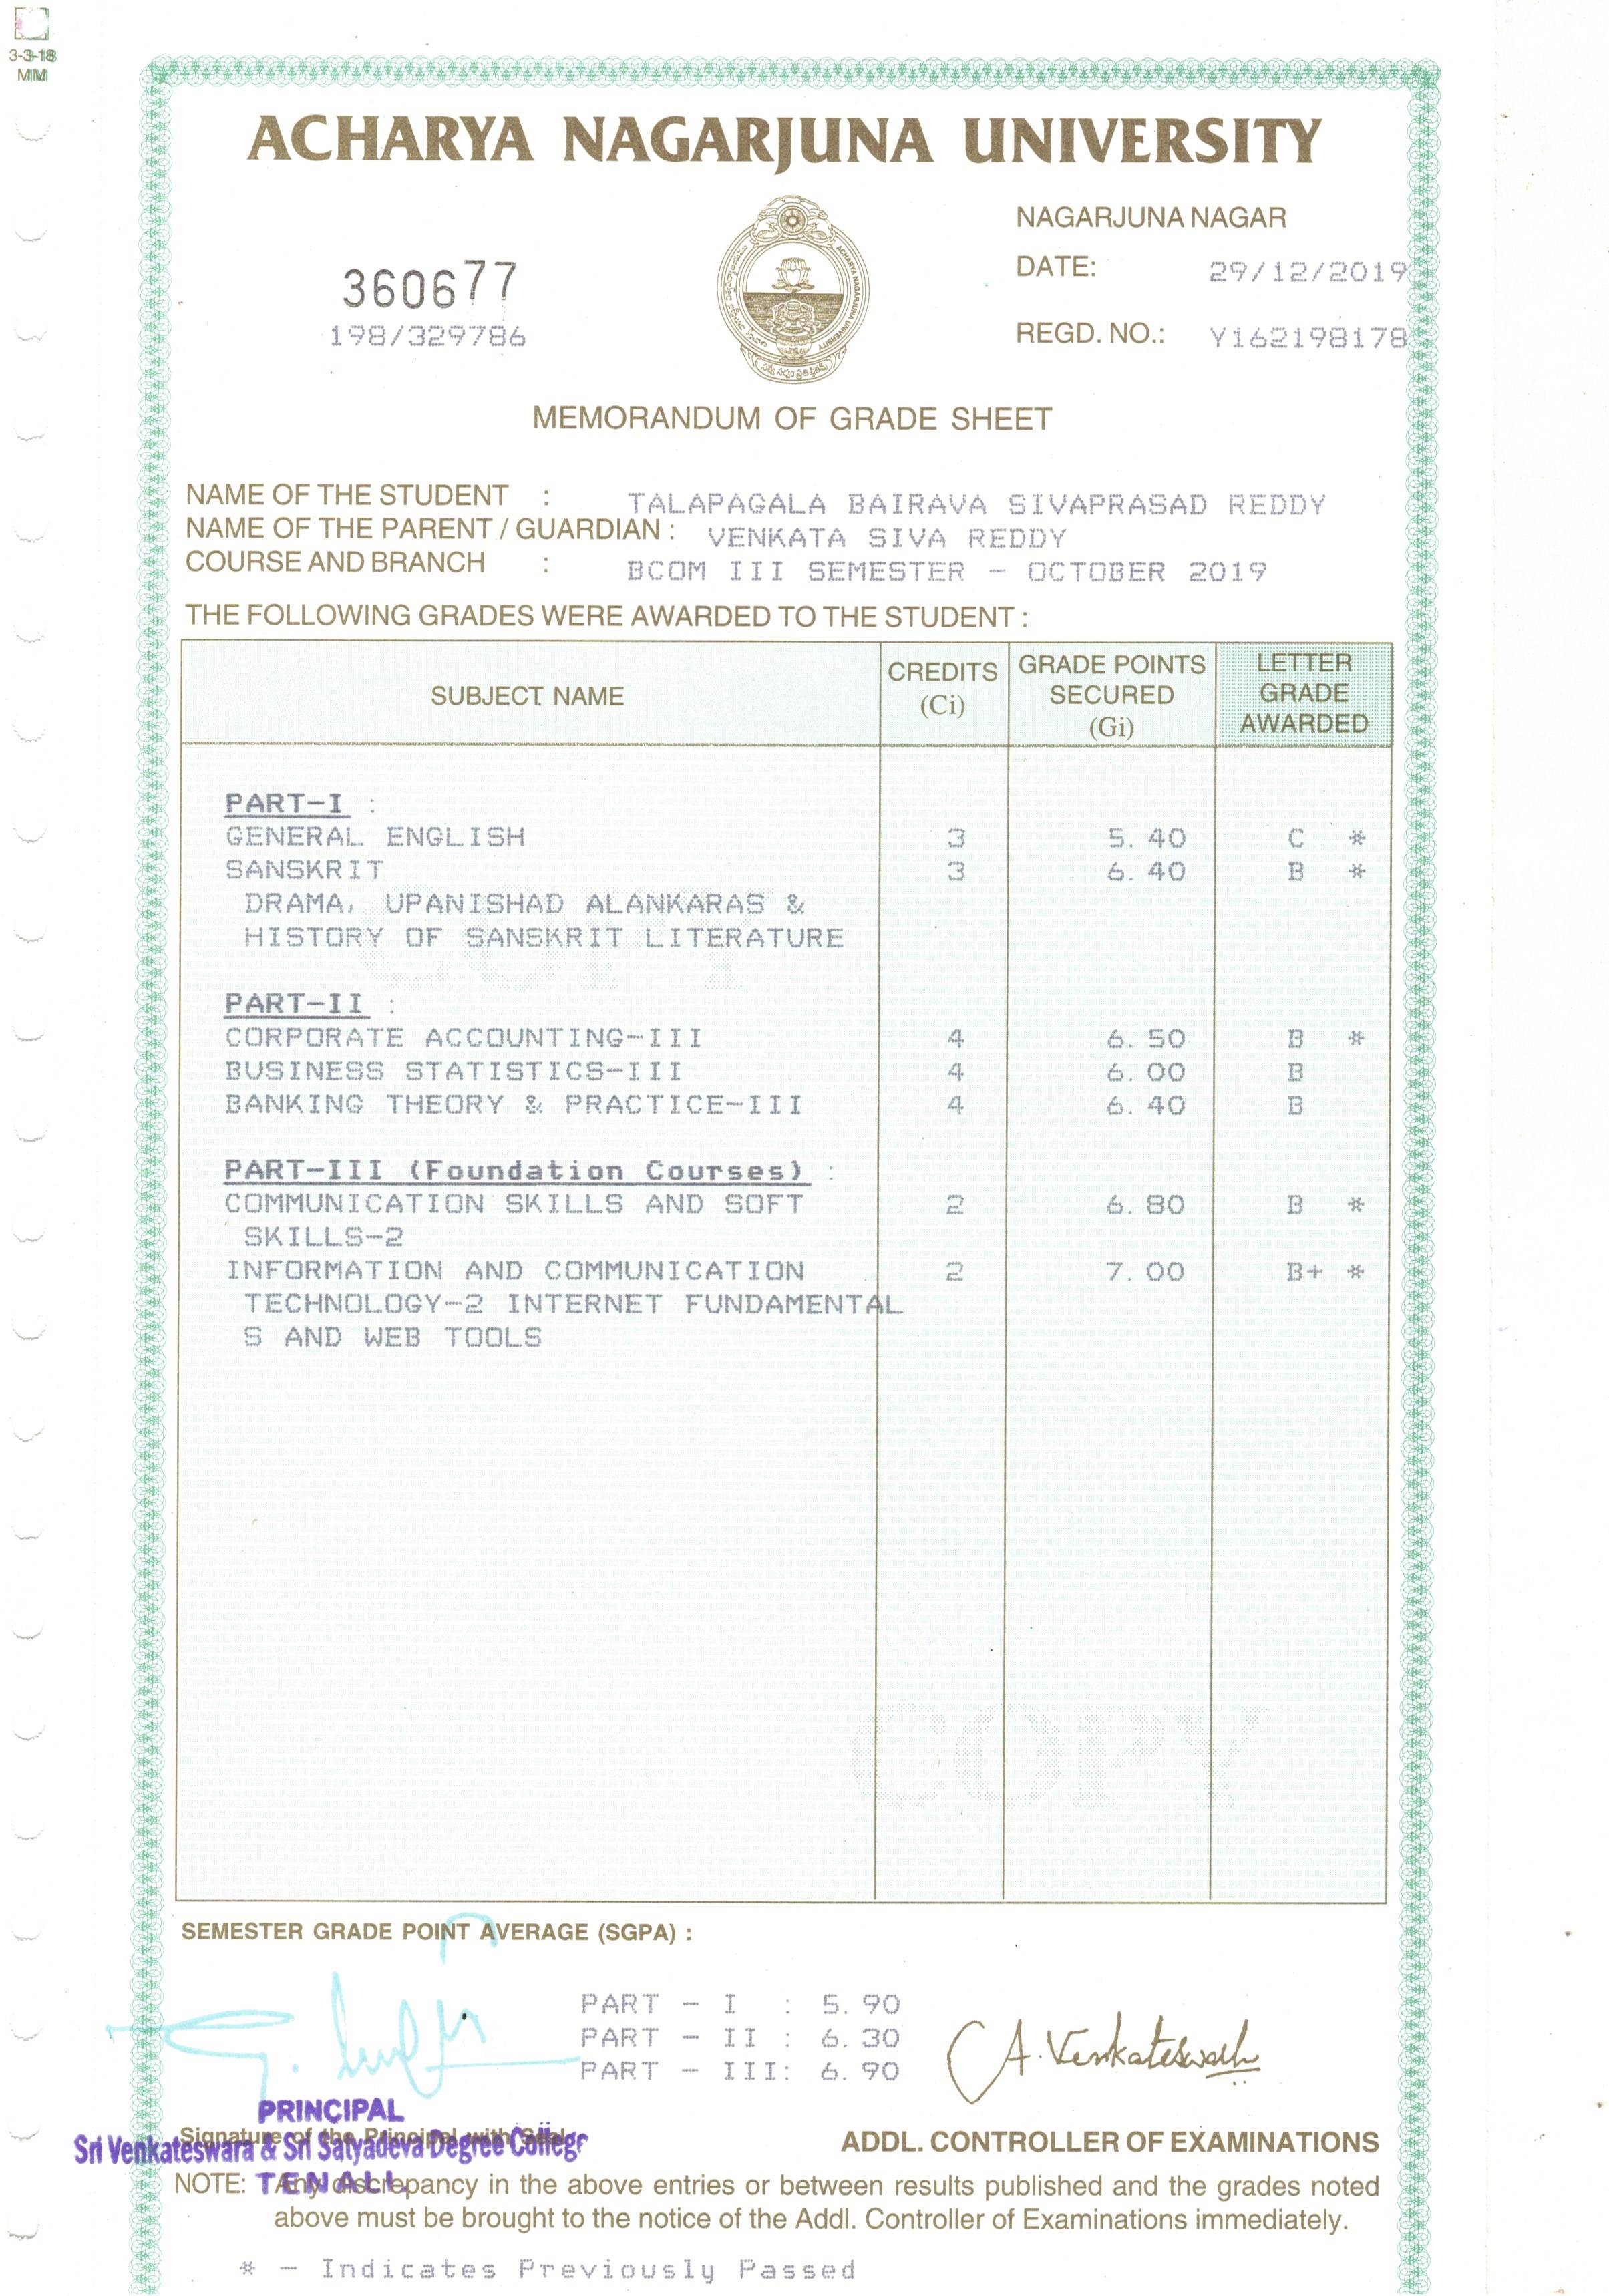 3-3-18
MM
ACHARYA NAGARJUNA UNIVERSITY
NAGARJUNA NAGAR
360677
DATE: 29/12/2019
198/329786
REGD. NO.: Y162198178
ACHARYA NAGARJUNA UNIVERSITY
MEMORANDUM OF GRADE SHEET
NAME OF THE STUDENT : TALAPAGALA BAIRAVA SIVAPRASAD REDDY
NAME OF THE PARENT / GUARDIAN : VENKATA SIVA REDDY
COURSE AND BRANCH : BCOM III SEMESTER - OCTOBER 2019
THE FOLLOWING GRADES WERE AWARDED TO THE STUDENT :
SUBJECT NAME CREDITS (Ci) GRADE POINTS SECURED (Gi) LETTER GRADE AWARDED
PART-I :
GENERAL ENGLISH 3 5.40 C *
SANSKRIT 3 6.40 B *
DRAMA, UPANISHAD ALANKARAS &
HISTORY OF SANSKRIT LITERATURE
COPY
PART-II :
CORPORATE ACCOUNTING-III 4 6.50 B *
BUSINESS STATISTICS-III 4 6.00 B
BANKING THEORY & PRACTICE-III 4 6.40 B
PART-III (Foundation Courses) :
COMMUNICATION SKILLS AND SOFT 2 6.80 B *
SKILLS-2
INFORMATION AND COMMUNICATION 2 7.00 B+ *
TECHNOLOGY-2 INTERNET FUNDAMENTAL
S AND WEB TOOLS
COPY
SEMESTER GRADE POINT AVERAGE (SGPA) :
PART - I : 5.90
PART - II : 6.30
PART - III: 6.90
A. Venkateswarlu
PRINCIPAL
Signature of the Principal with Seal
Sri Venkateswara & Sri Satyadeva Degree College
TENALI.
ADDL. CONTROLLER OF EXAMINATIONS
NOTE: Any discrepancy in the above entries or between results published and the grades noted
above must be brought to the notice of the Addl. Controller of Examinations immediately.
* - Indicates Previously Passed